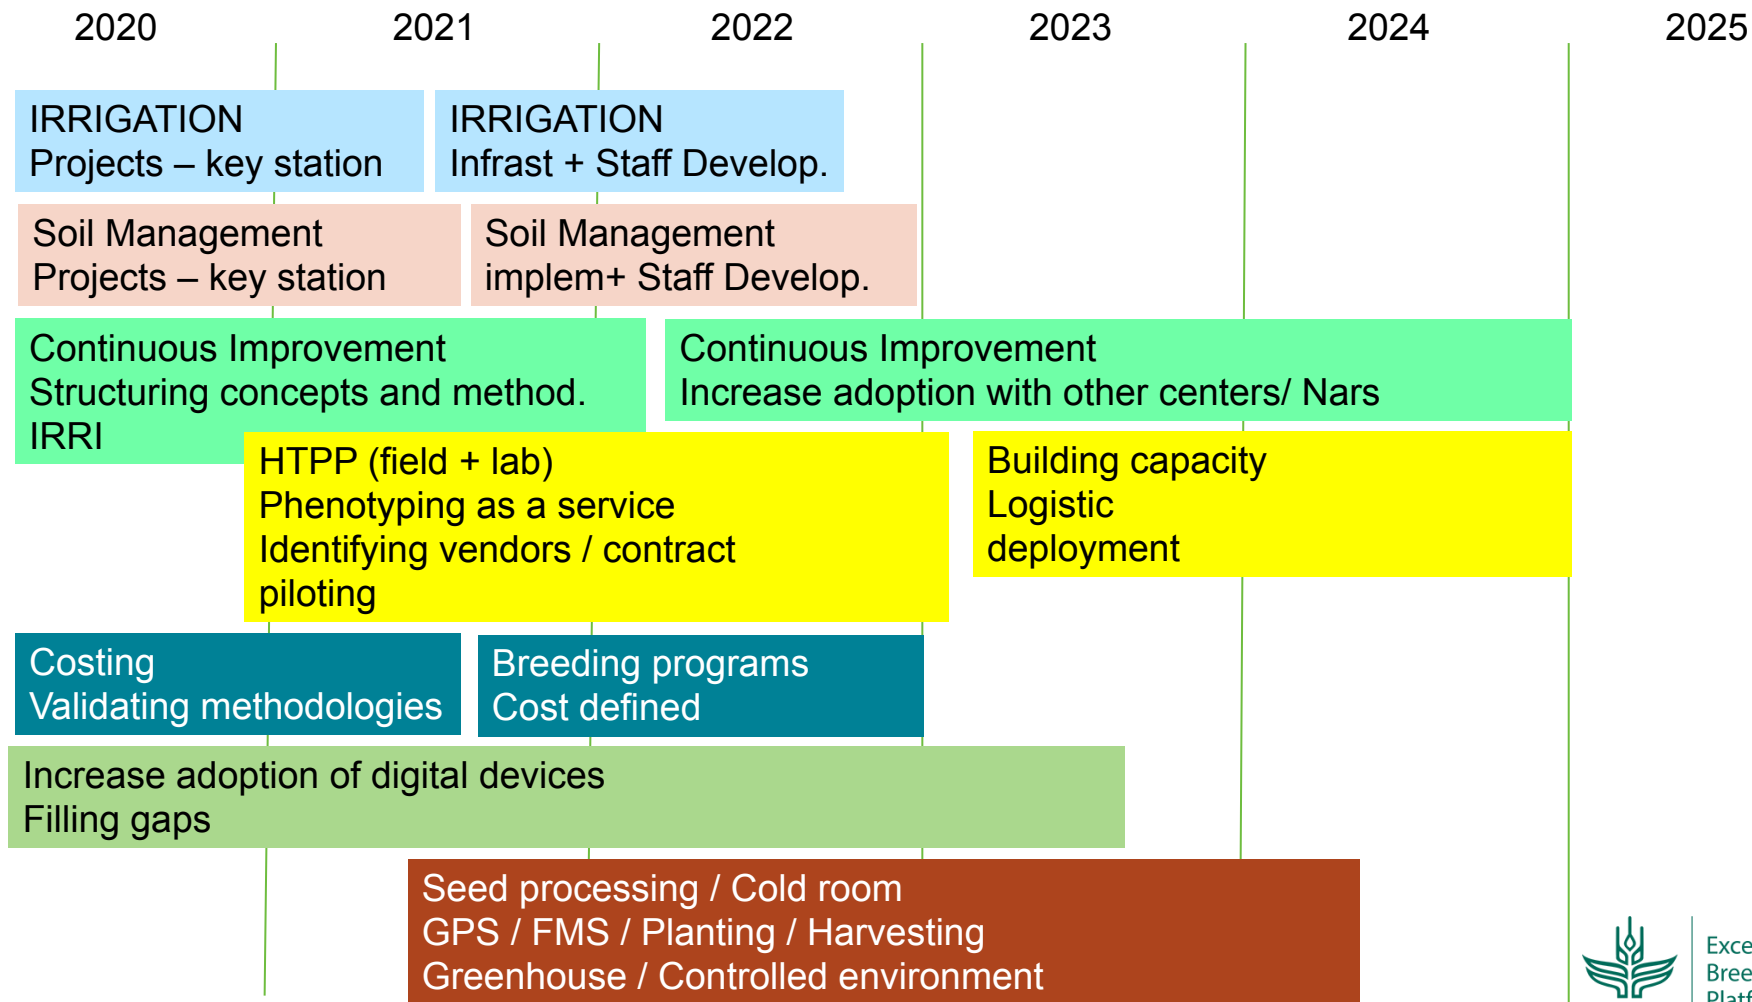 2020 2021 2022 2023 2024 2025
IRRIGATION
Projects – key station
IRRIGATION
Infrast + Staff Develop.
Soil Management
Projects – key station
Soil Management
implem+ Staff Develop.
Continuous Improvement
Structuring concepts and method.
IRRI
Continuous Improvement
Increase adoption with other centers/ Nars
HTPP (field + lab)
Phenotyping as a service
Identifying vendors / contract
piloting
Building capacity
Logistic
deployment
Costing
Validating methodologies
Breeding programs
Cost defined
Increase adoption of digital devices
Filling gaps
Seed processing / Cold room
GPS / FMS / Planting / Harvesting
Greenhouse / Controlled environment
Exce
Bree
Platf